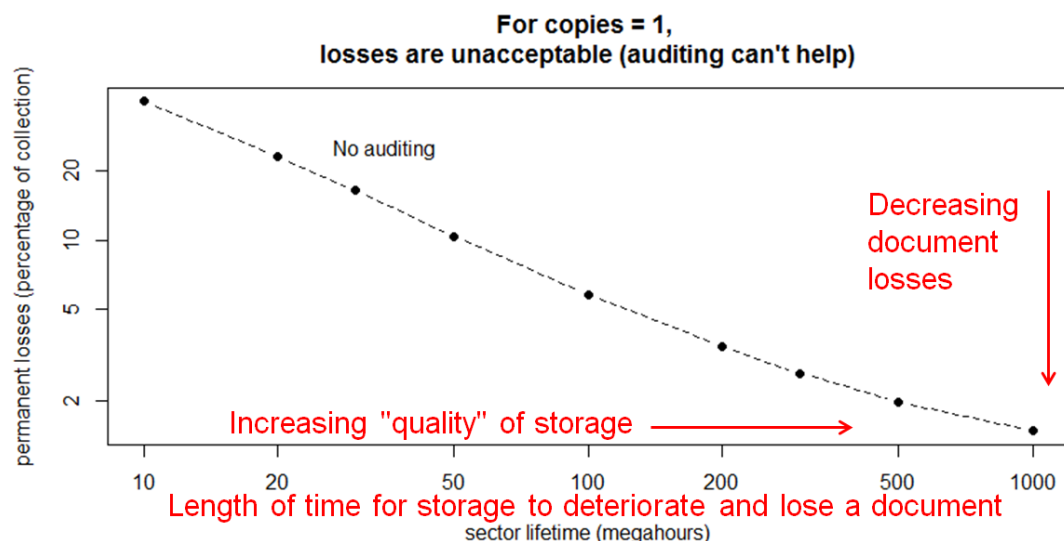 For copies = 1,
losses are unacceptable (auditing can't help)
permanent losses (percentage of collection)
20
10
5
2
No auditing
Decreasing
document
losses
Increasing "quality" of storage
10 20 50 100 200 500 1000
Length of time for storage to deteriorate and lose a document
sector lifetime (megahours)